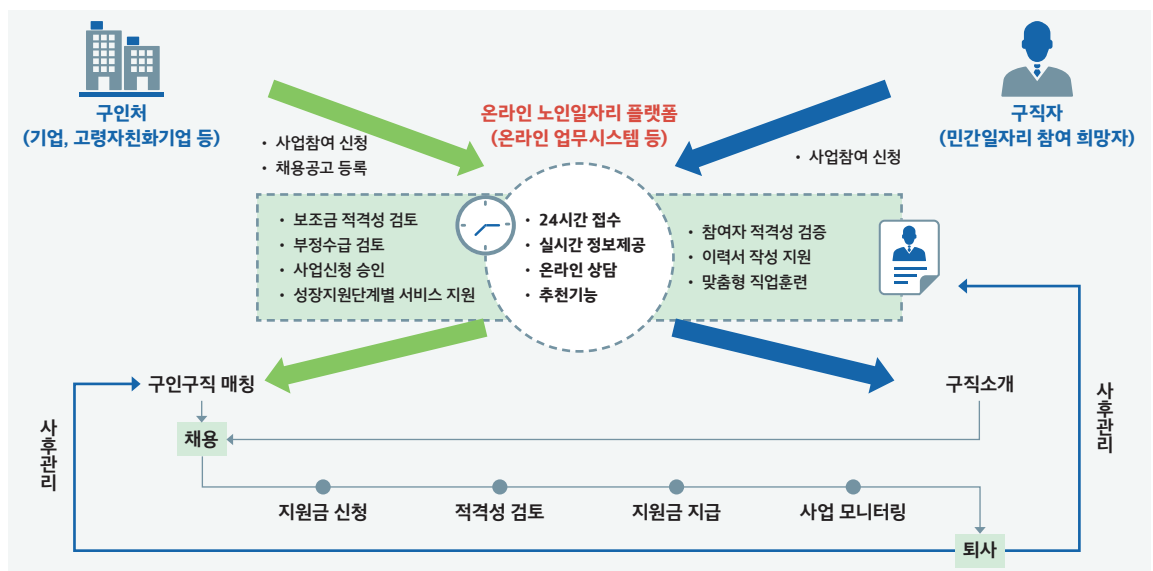 구인처
(기업, 고령자친화기업 등)
온라인 노인일자리 플랫폼
(온라인 업무시스템 등)
구직자
(민간일자리 참여 희망자)
• 사업참여 신청
• 채용공고 등록
• 사업참여 신청
• 보조금 적격성 검토
• 부정수급 검토
• 사업신청 승인
• 성장지원단계별 서비스 지원
• 24시간 접수
• 실시간 정보제공
• 온라인 상담
• 추천기능
• 참여자 적격성 검증
• 이력서 작성 지원
• 맞춤형 직업훈련
구인구직 매칭
구직소개
사후관리
사후관리
채용
지원금 신청
적격성 검토
지원금 지급
사업 모니터링
퇴사